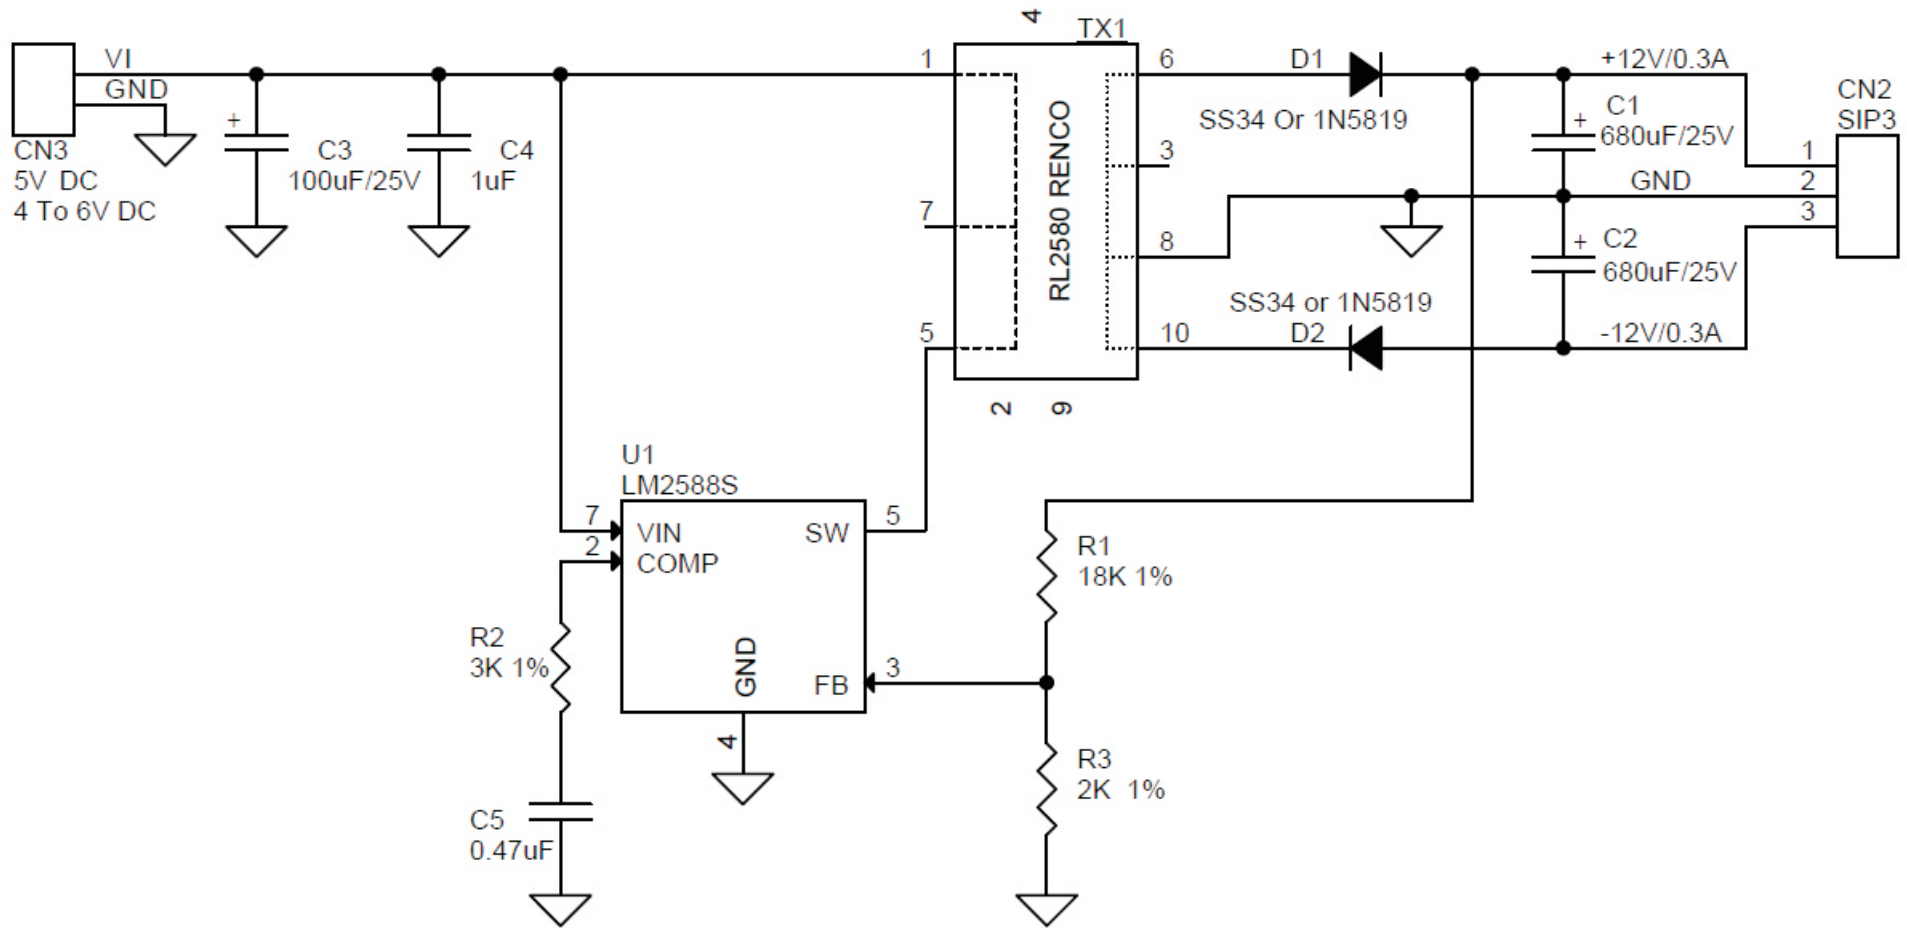 4
TX1
VI
GND
CN3
5V DC
4 To 6V DC
+
C3
100uF/25V
C4
1uF
1
7
5
RL2580 RENCO
6
3
8
10
2
9
D1
SS34 Or 1N5819
SS34 or 1N5819
D2
+12V/0.3A
+
C1
680uF/25V
GND
+
C2
680uF/25V
-12V/0.3A
CN2
SIP3
1
2
3
U1
LM2588S
7
2
VIN
COMP
SW
5
GND
4
FB
3
R1
18K 1%
R2
3K 1%
C5
0.47uF
R3
2K 1%